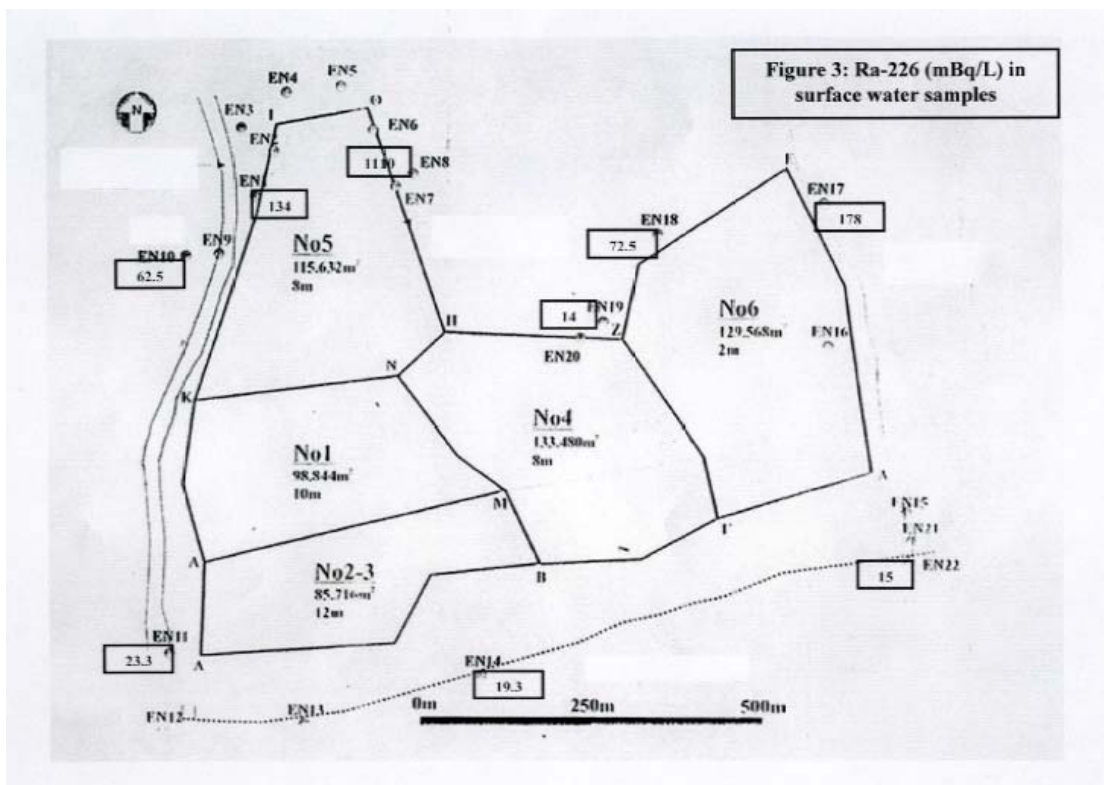 Figure 3: Ra-226 (mBq/L) in
surface water samples
N
EN4
EN5
EN3
I
Θ
EN6
1110
EN8
EN7
134
E
EN17
178
EN18
72.5
EN9
EN10
62.5
No5
115.632m²
8m
14
EN19
Z
EN20
H
No6
129.568m²
2m
EN16
N
K
No4
133.480m²
8m
No1
98.844m²
10m
M
Γ
EN15
EN21
EN22
15
B
No2-3
85.716m²
12m
EN11
23.3
EN14
19.3
EN12
EN13
0m
250m
500m